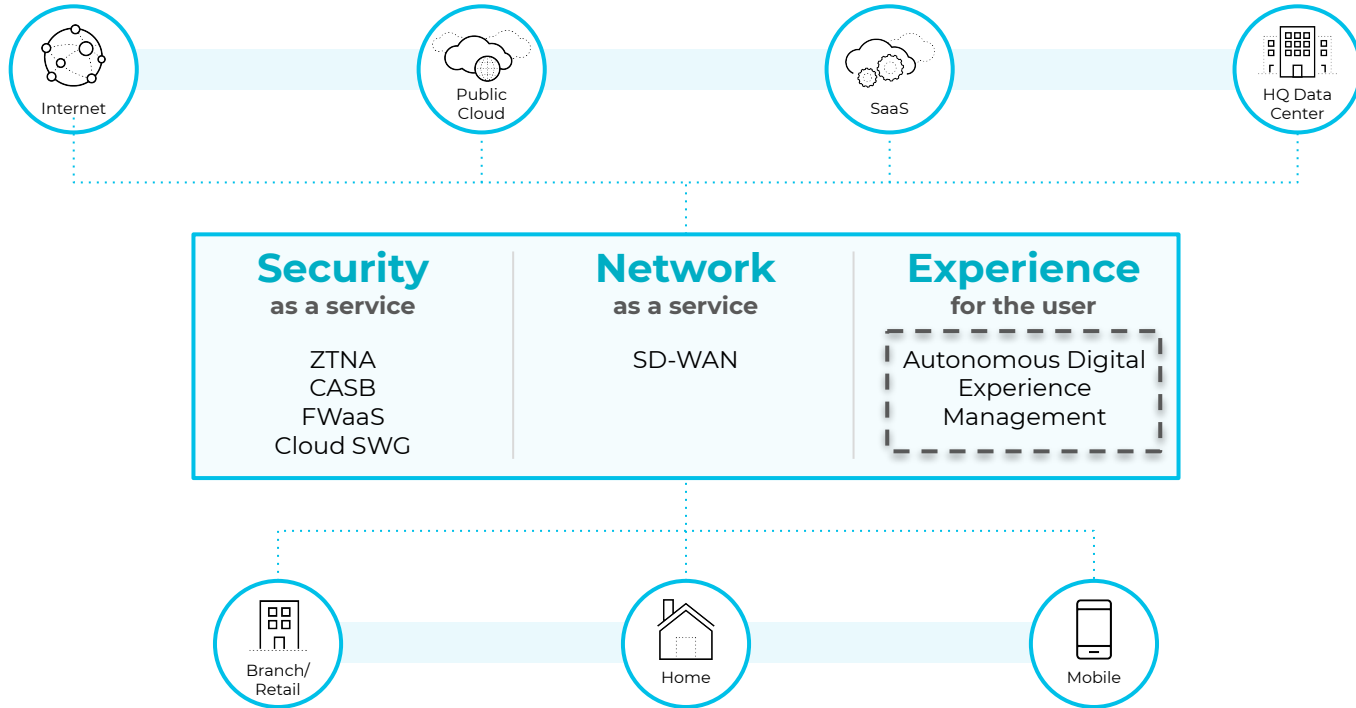 Internet
Public
Cloud
SaaS
HQ Data
Center
Security
as a service
ZTNA
CASB
FWaaS
Cloud SWG
Network
as a service
SD-WAN
Experience
for the user
Autonomous Digital
Experience
Management
Branch/
Retail
Home
Mobile